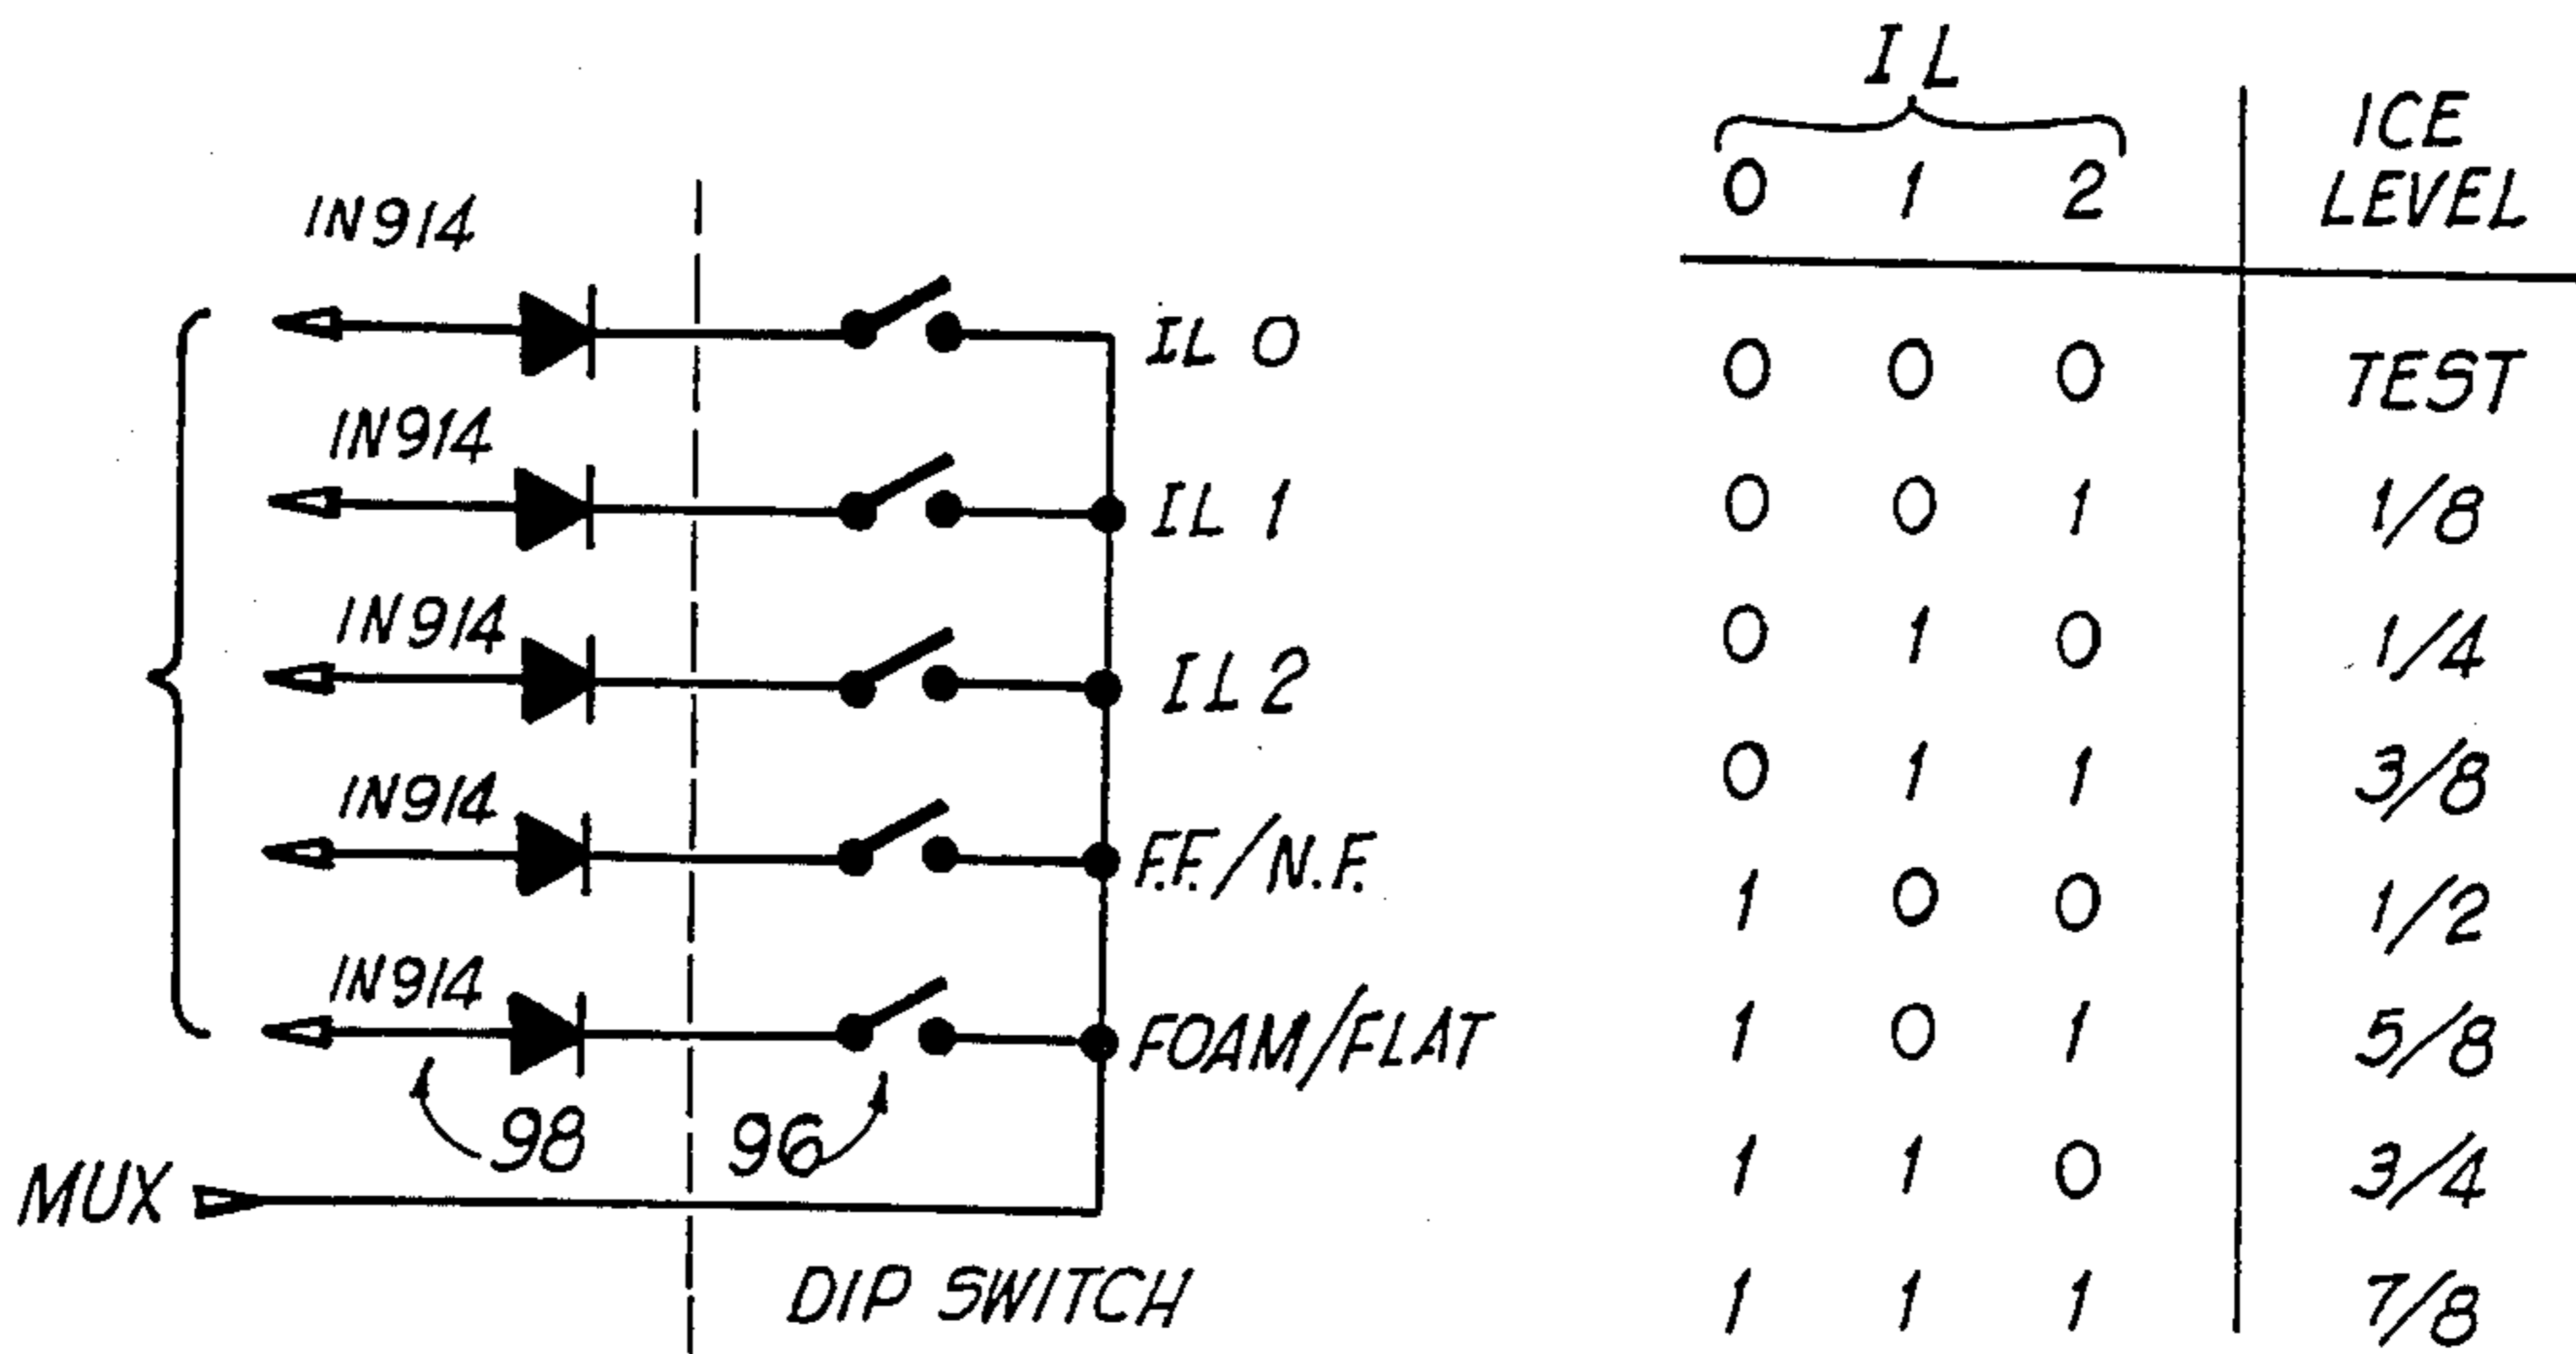 IN914
IL 0
IN914
IL 1
IN914
IL 2
IN914
F.F./N.F.
IN914
FOAM/FLAT
98
96
MUX
DIP SWITCH
IL
0 1 2
ICE
LEVEL
0 0 0 TEST
0 0 1 1/8
0 1 0 1/4
0 1 1 3/8
1 0 0 1/2
1 0 1 5/8
1 1 0 3/4
1 1 1 7/8